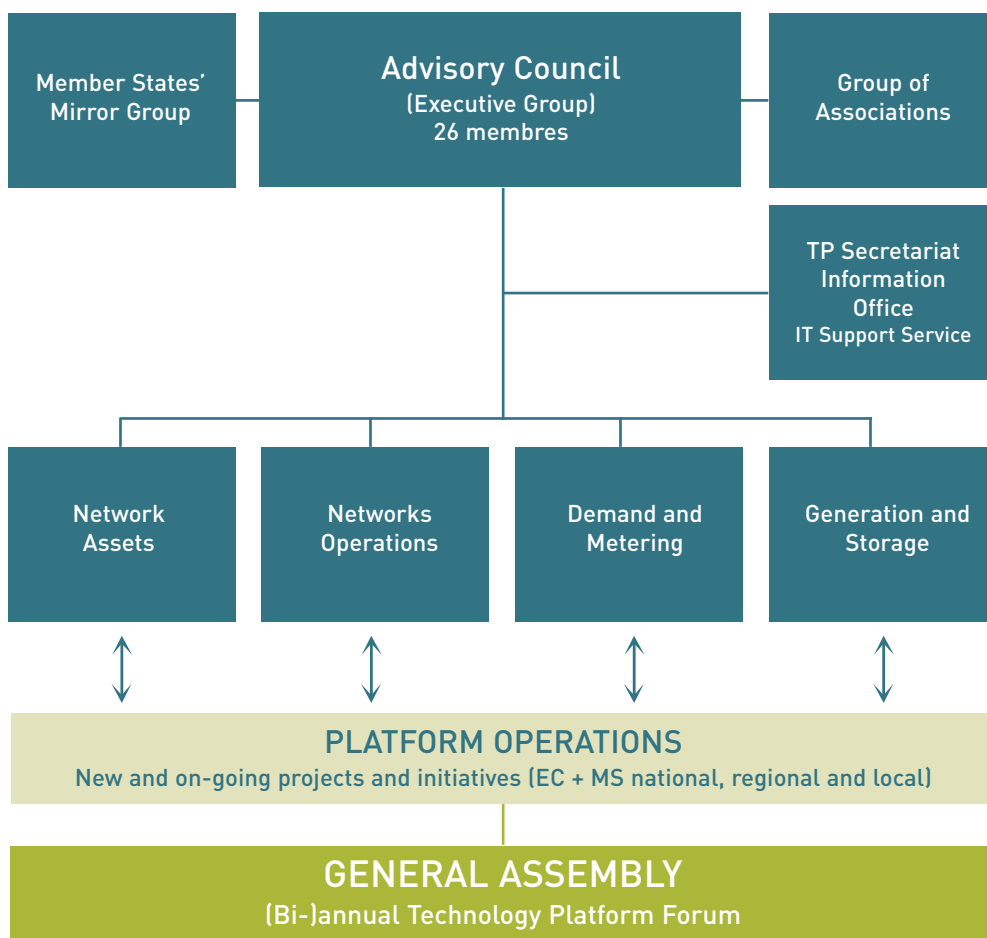 Member States’
Mirror Group
Advisory Council
(Executive Group)
26 membres
Group of
Associations
TP Secretariat
Information
Office
IT Support Service
Network
Assets
Networks
Operations
Demand and
Metering
Generation and
Storage
PLATFORM OPERATIONS
New and on-going projects and initiatives (EC + MS national, regional and local)
GENERAL ASSEMBLY
(Bi-)annual Technology Platform Forum